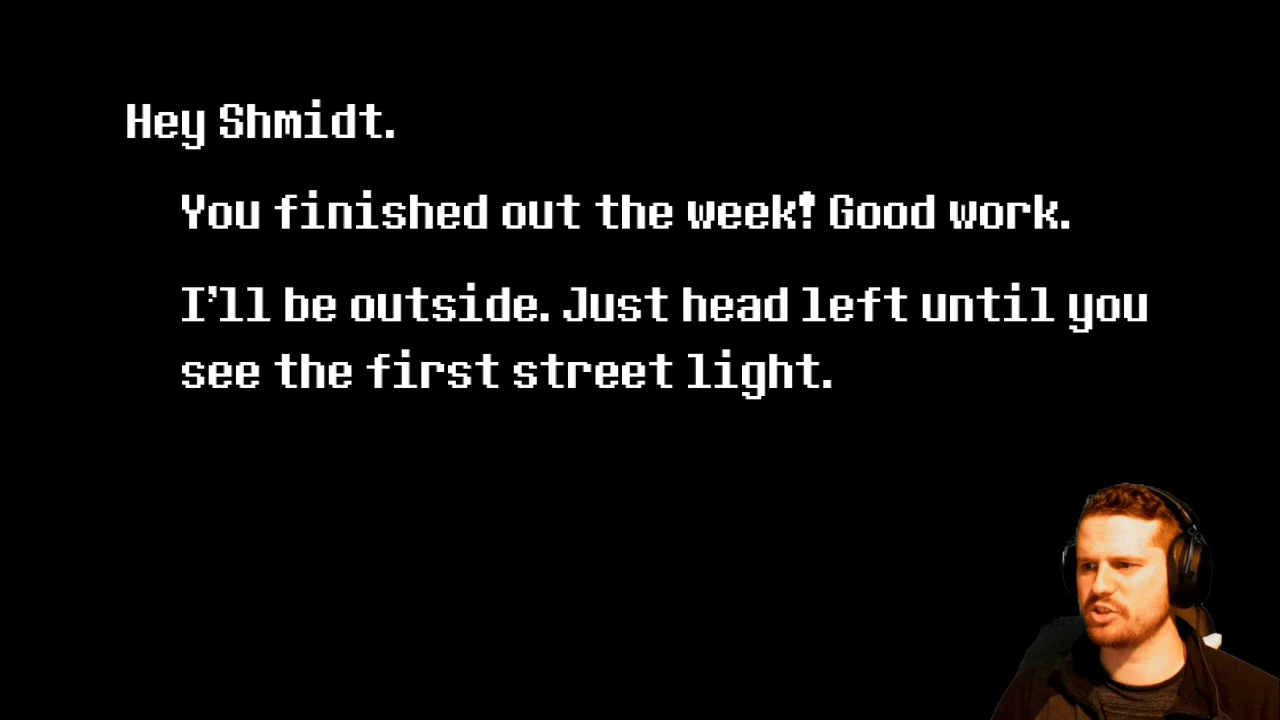 Hey Shmidt.
You finished out the week! Good work.
I'll be outside. Just head left until you
see the first street light.